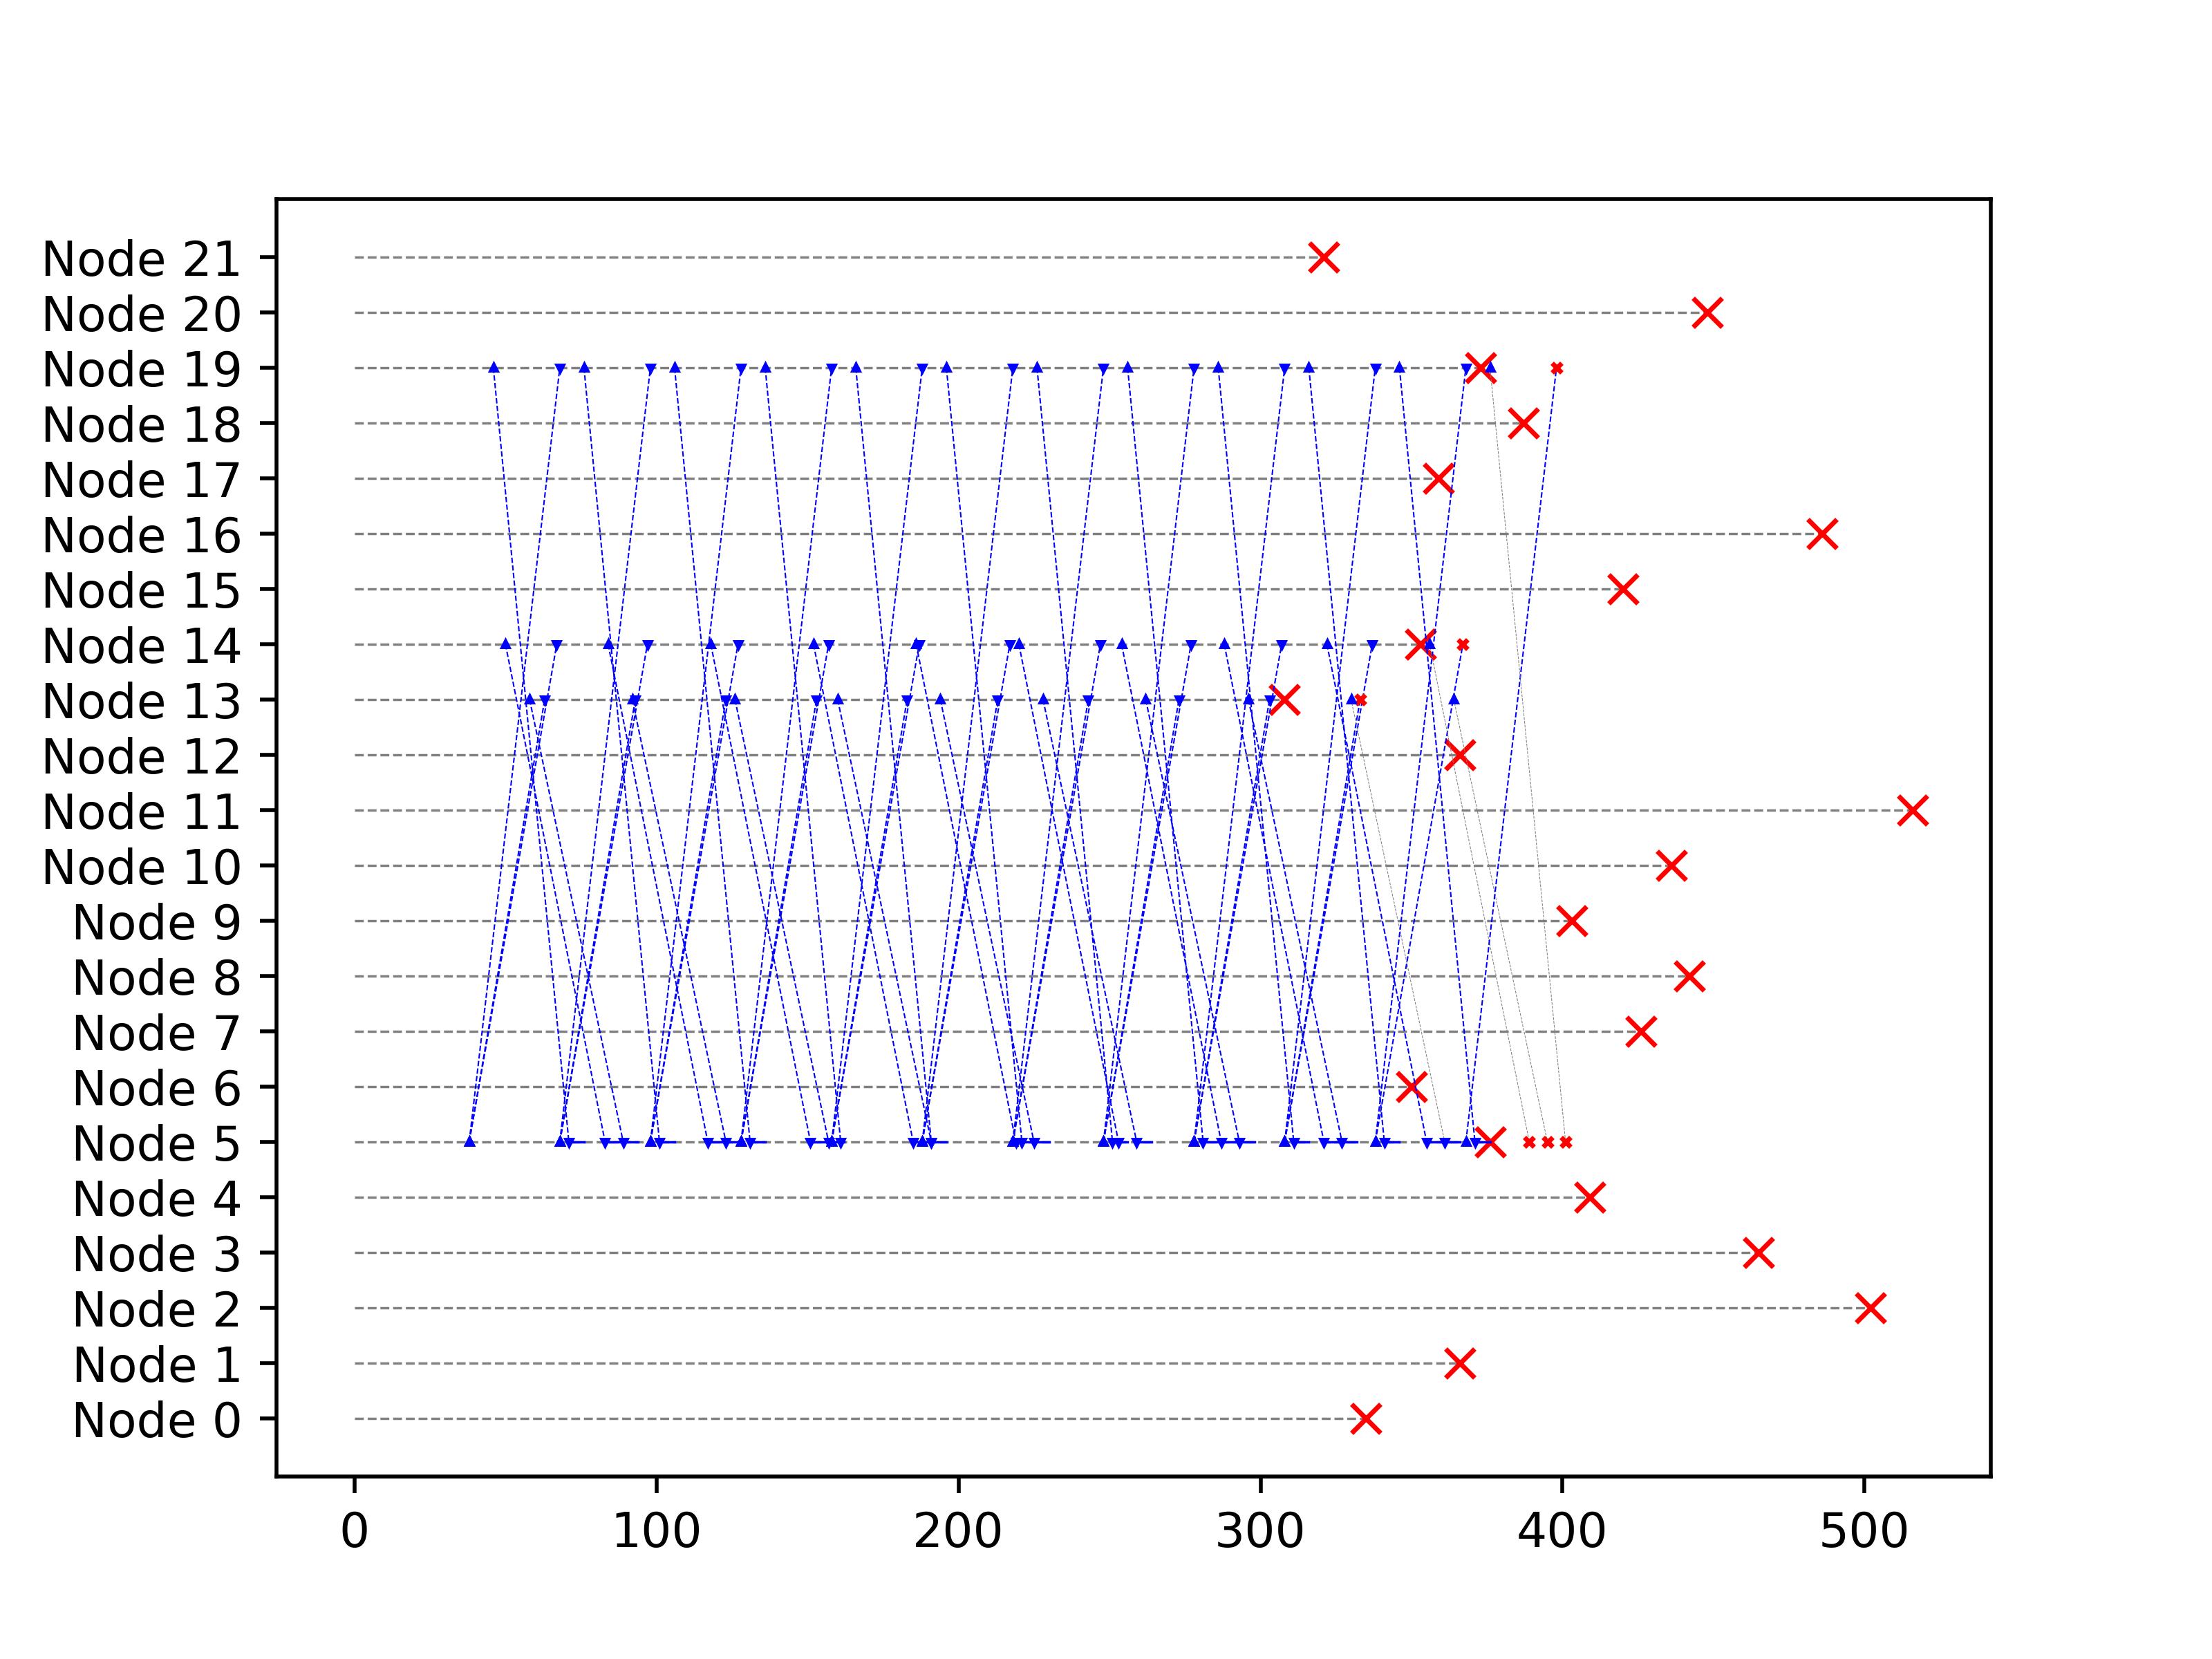 Node 21
Node 20
Node 19
Node 18
Node 17
Node 16
Node 15
Node 14
Node 13
Node 12
Node 11
Node 10
Node 9
Node 8
Node 7
Node 6
Node 5
Node 4
Node 3
Node 2
Node 1
Node 0
0 100 200 300 400 500